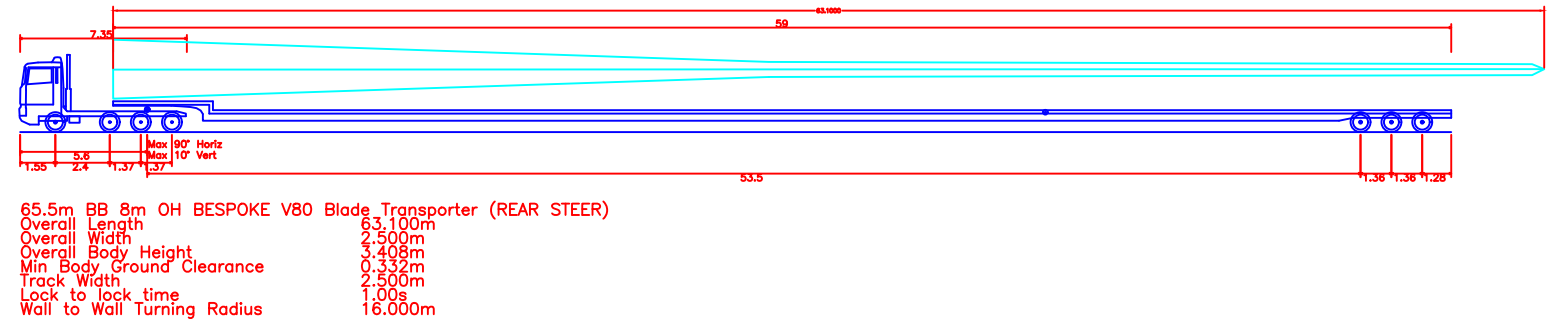 63.1000
59
7.35
Max 90° Horiz
Max 10° Vert
5.6
1.55 2.4 1.37 1.37
53.5
1.36 1.36 1.28
65.5m BB 8m OH BESPOKE V80 Blade Transporter (REAR STEER)
Overall Length 63.100m
Overall Width 2.500m
Overall Body Height 3.408m
Min Body Ground Clearance 0.332m
Track Width 2.500m
Lock to lock time 1.00s
Wall to Wall Turning Radius 16.000m